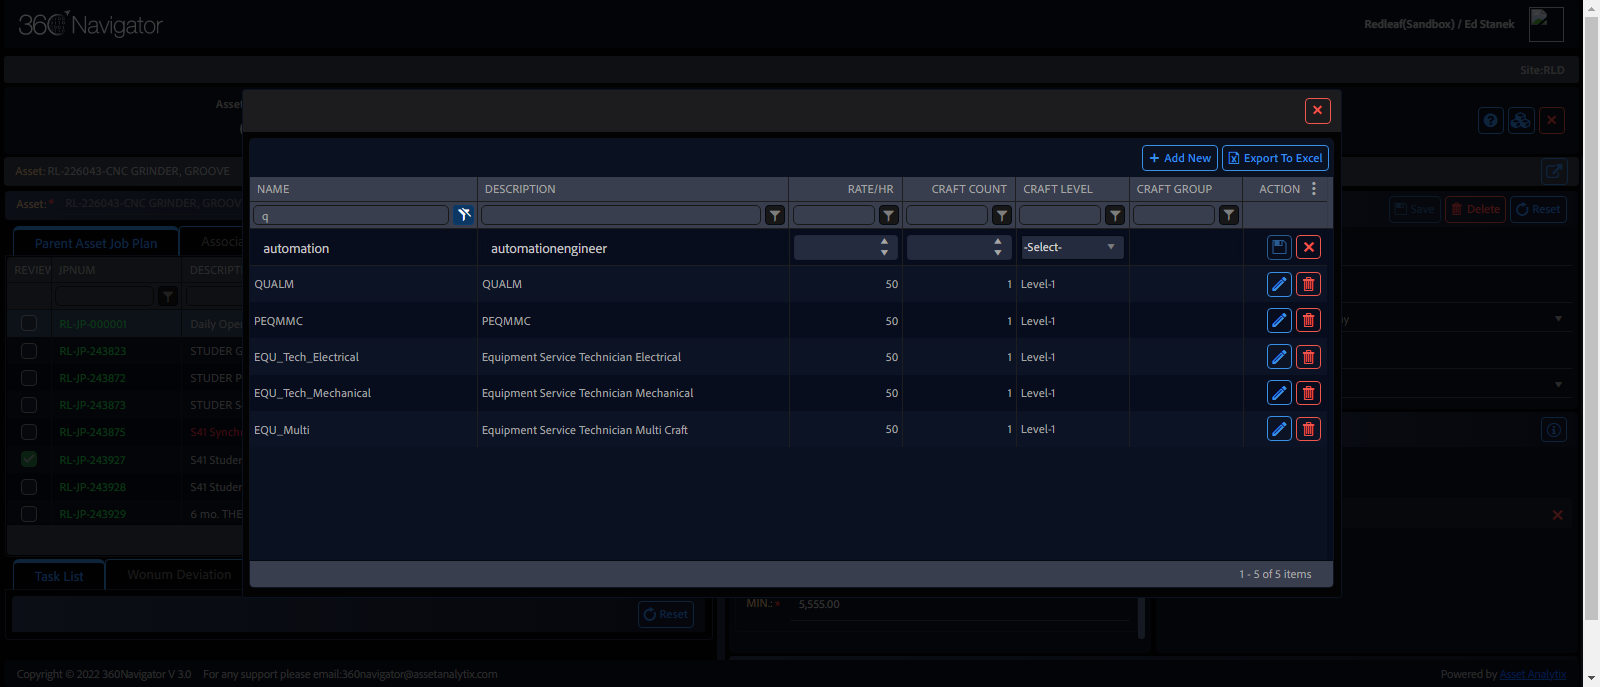 360 Navigator
Redleaf(Sandbox) / Ed Stanek
Site:RLD
Asset
Asset: RL-226043-CNC GRINDER, GROOVE
Asset:* RL-226043-CNC GRINDER, GROOV
Save Delete Reset
Parent Asset Job Plan Associa
REVIEW JPNUM DESCRIPT
RL-JP-000001 Daily Ope
RL-JP-243823 STUDER G
RL-JP-243872 STUDER P
RL-JP-243873 STUDER S
RL-JP-243875 S41 Synch
RL-JP-243927 S41 Studer
RL-JP-243928 S41 Studer
RL-JP-243929 6 mo. THE
Task List Wonum Deviation
Reset
+ Add New Export To Excel
NAME DESCRIPTION RATE/HR CRAFT COUNT CRAFT LEVEL CRAFT GROUP ACTION
q
automation automationengineer -Select-
QUALM QUALM 50 1 Level-1
PEQMMC PEQMMC 50 1 Level-1
EQU_Tech_Electrical Equipment Service Technician Electrical 50 1 Level-1
EQU_Tech_Mechanical Equipment Service Technician Mechanical 50 1 Level-1
EQU_Multi Equipment Service Technician Multi Craft 50 1 Level-1
1 - 5 of 5 items
MIN.:* 5,555.00
Copyright © 2022 360Navigator V 3.0 For any support please email:360navigator@assetanalytix.com
Powered by Asset Analytix